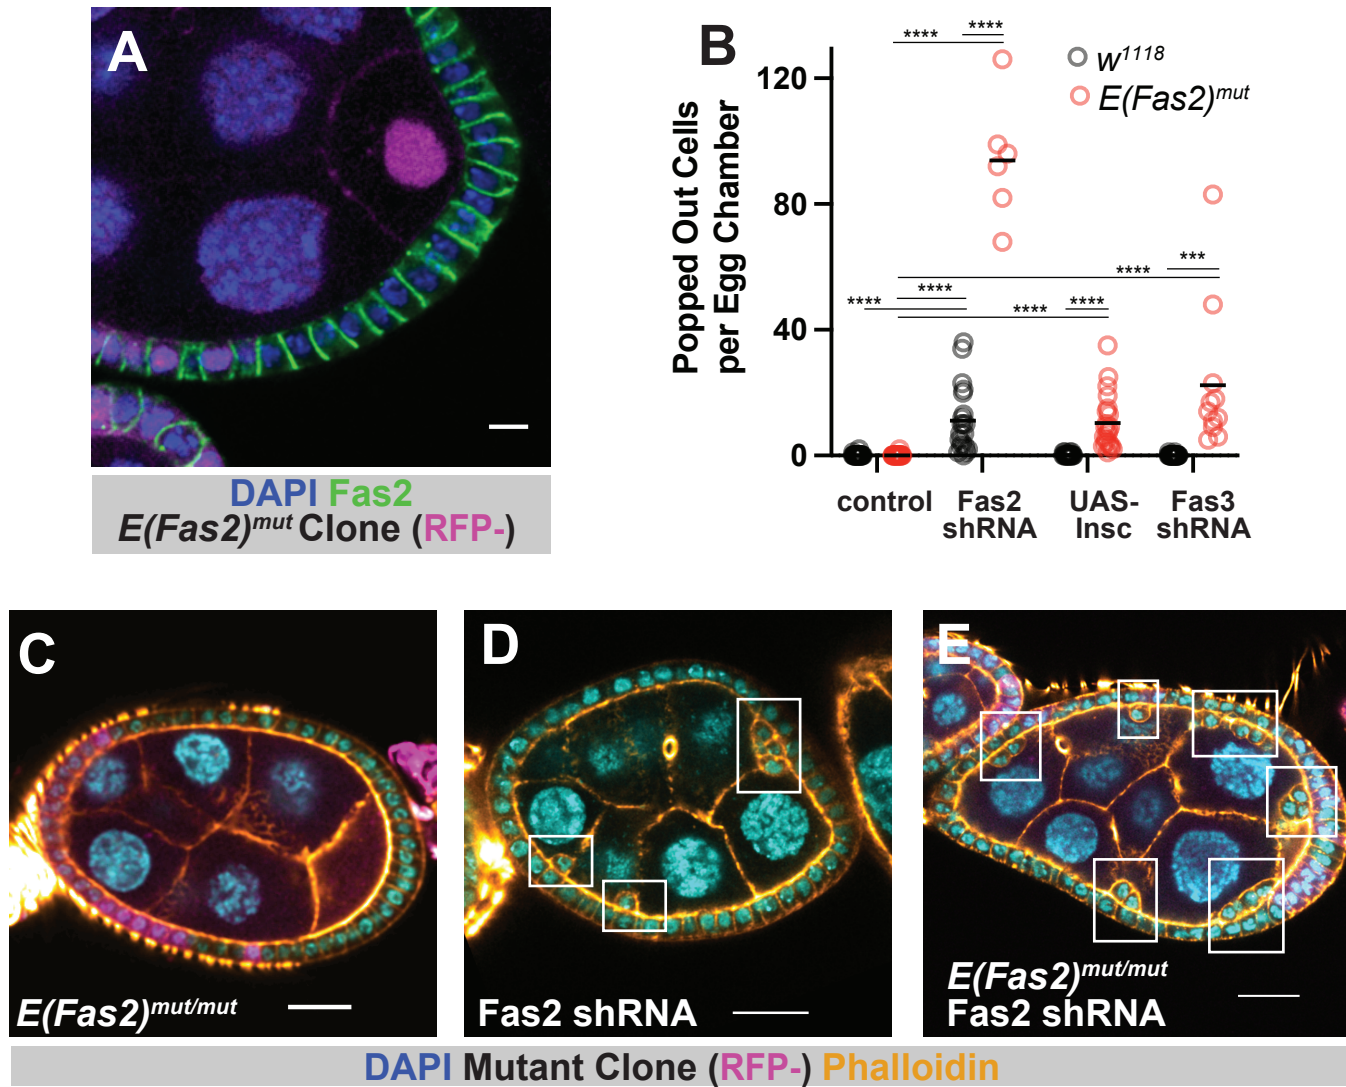 A
DAPI Fas2
E(Fas2)mut Clone (RFP-)
B
Popped Out Cells
per Egg Chamber
120
80
40
0
w1118
E(Fas2)mut
****
****
****
****
****
****
****
***
control
Fas2
shRNA
UAS-
Insc
Fas3
shRNA
C
E(Fas2)mut/mut
D
Fas2 shRNA
E
E(Fas2)mut/mut
Fas2 shRNA
DAPI Mutant Clone (RFP-) Phalloidin